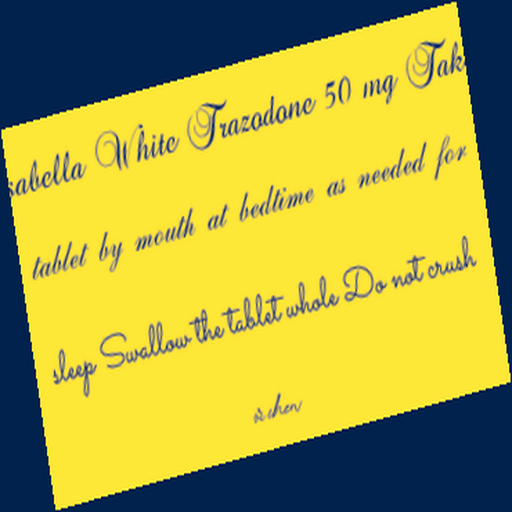 sabella White Trazodone 50 mg Tak
tablet by mouth at bedtime as needed for
sleep Swallow the tablet whole Do not crush